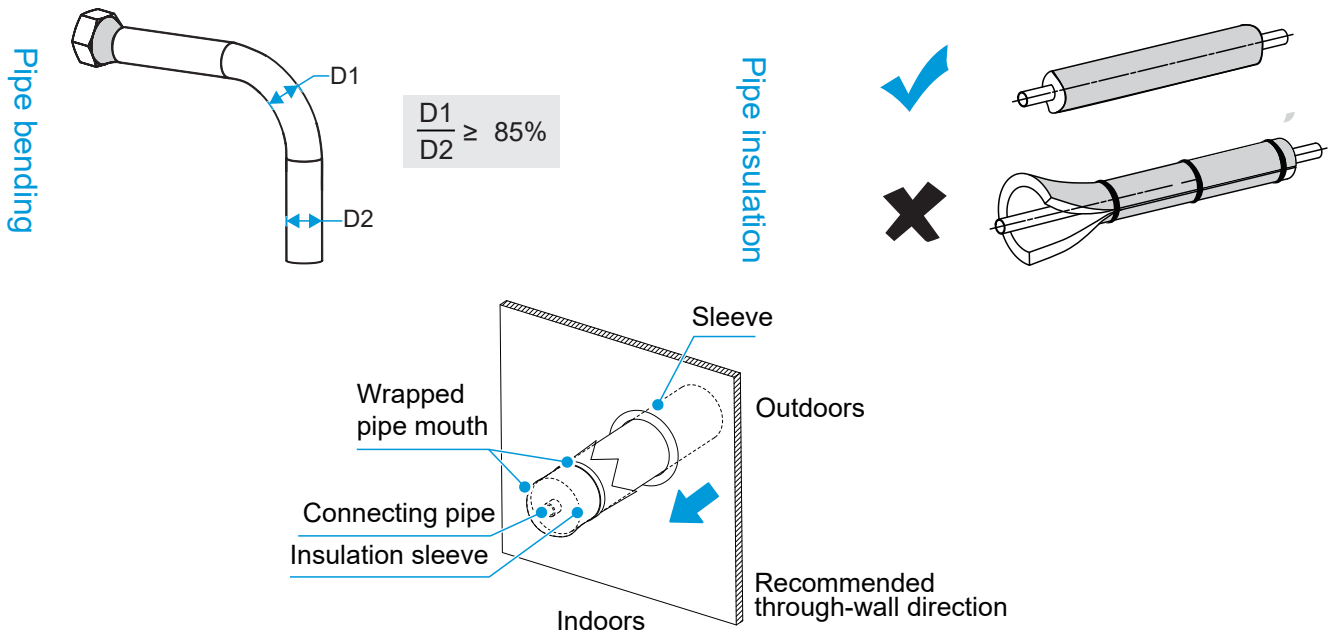 Pipe bending
D1
D2
D1
D2
≥ 85%
Pipe insulation
Sleeve
Wrapped
pipe mouth
Outdoors
Connecting pipe
Insulation sleeve
Recommended
through-wall direction
Indoors